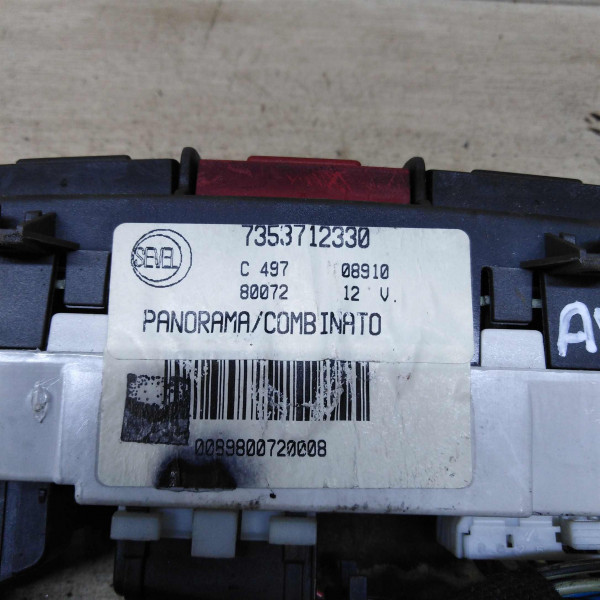 7353712330
SEVEL
C 497 08910
80072 12 V.
PANORAMA/COMBINATO
0089800720008